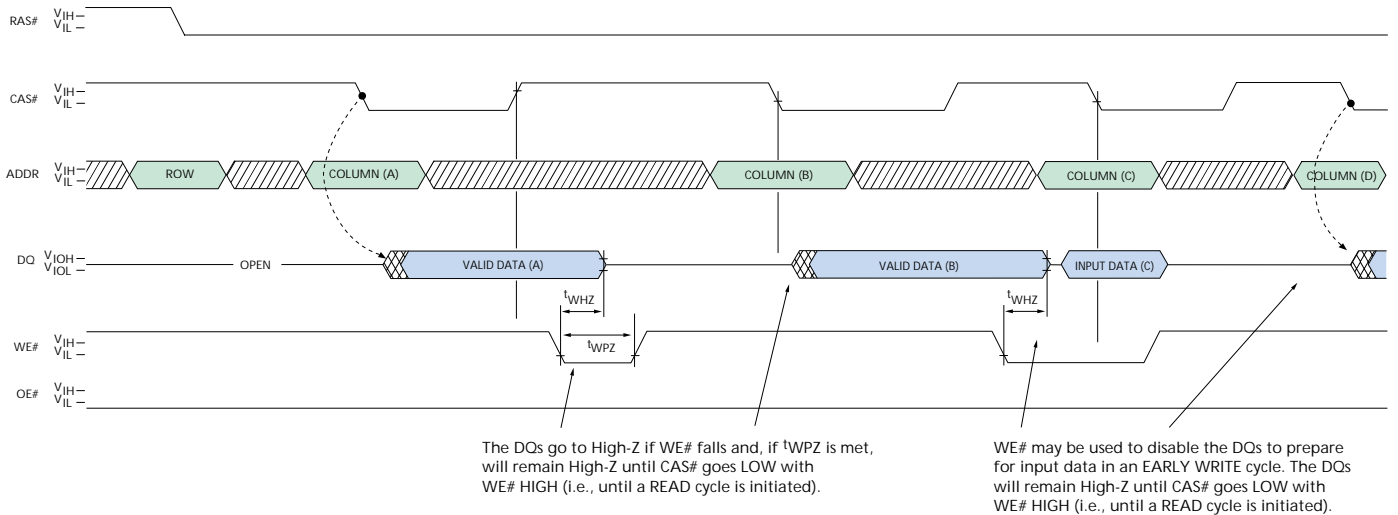 RAS# VIH
VIL
CAS# VIH
VIL
ADDR VIH
VIL
ROW COLUMN (A) COLUMN (B) COLUMN (C) COLUMN (D)
DQ VIOH
VIOL
OPEN VALID DATA (A) VALID DATA (B) INPUT DATA (C)
tWHZ tWHZ
tWPZ
WE# VIH
VIL
OE# VIH
VIL
The DQs go to High-Z if WE# falls and, if tWPZ is met,
will remain High-Z until CAS# goes LOW with
WE# HIGH (i.e., until a READ cycle is initiated).
WE# may be used to disable the DQs to prepare
for input data in an EARLY WRITE cycle. The DQs
will remain High-Z until CAS# goes LOW with
WE# HIGH (i.e., until a READ cycle is initiated).